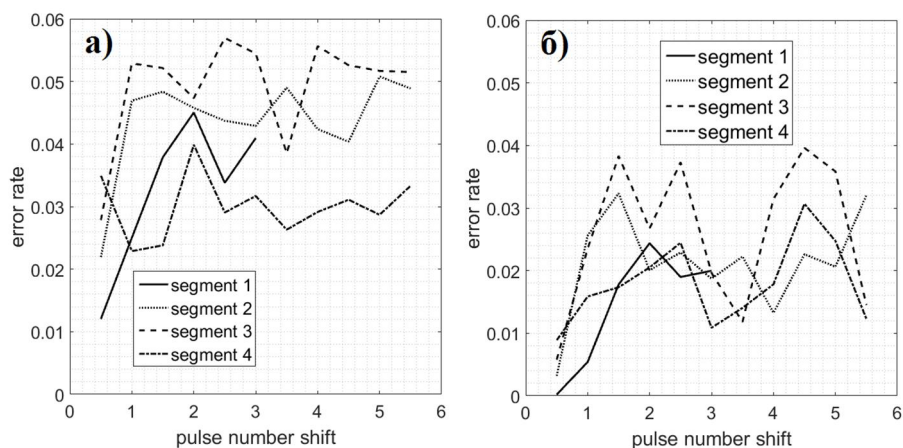 а)
0.06
0.05
0.04
0.03
0.02
0.01
0
error rate
segment 1
segment 2
segment 3
segment 4
0 1 2 3 4 5 6
pulse number shift
б)
0.06
0.05
0.04
0.03
0.02
0.01
0
error rate
segment 1
segment 2
segment 3
segment 4
0 1 2 3 4 5 6
pulse number shift